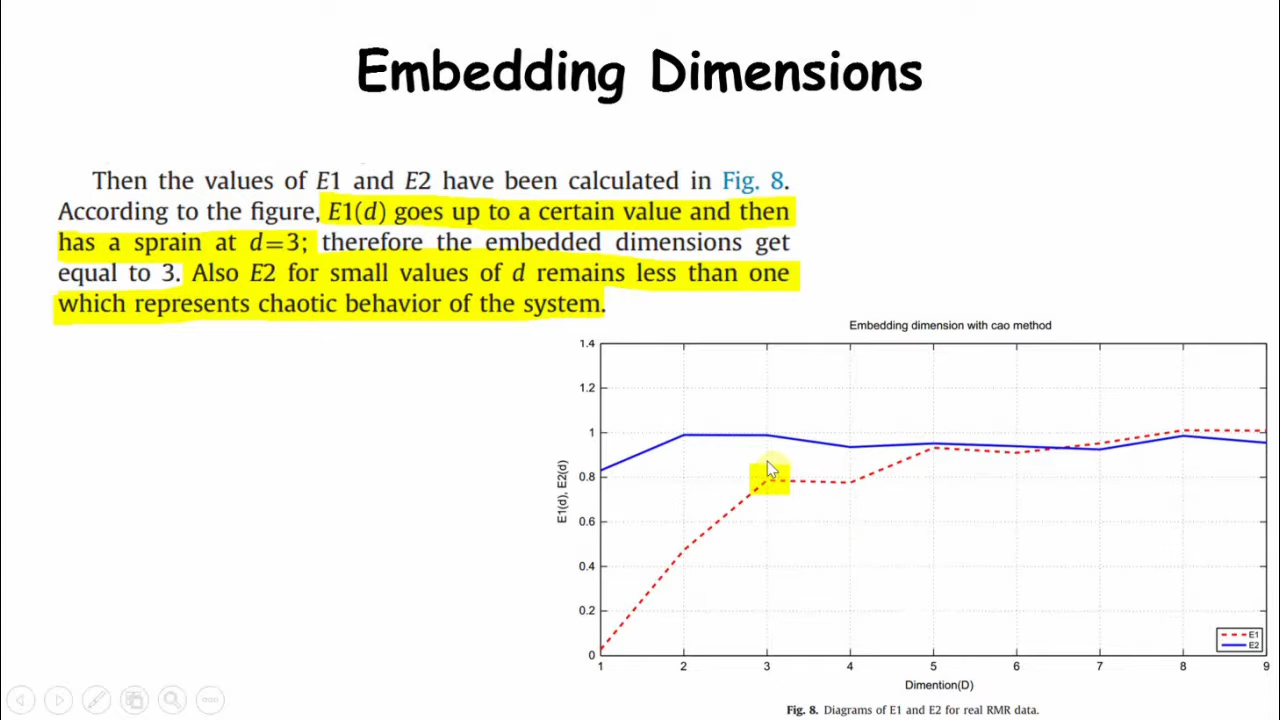 Embedding Dimensions
Then the values of E1 and E2 have been calculated in Fig. 8.
According to the figure, E1(d) goes up to a certain value and then
has a sprain at d=3; therefore the embedded dimensions get
equal to 3. Also E2 for small values of d remains less than one
which represents chaotic behavior of the system.
Embedding dimension with cao method
1.4
1.2
1
0.8
0.6
0.4
0.2
0
E1(d), E2(d)
1 2 3 4 5 6 7 8 9
E1
E2
Dimention(D)
Fig. 8. Diagrams of E1 and E2 for real RMR data.